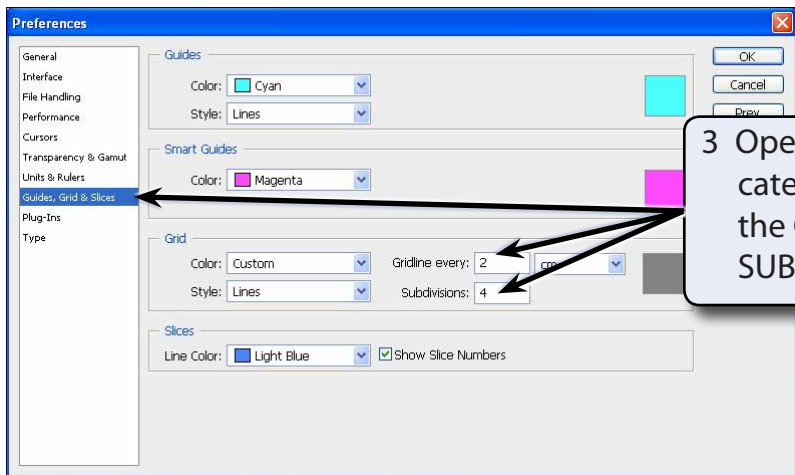 Preferences
General
Interface
File Handling
Performance
Cursors
Transparency & Gamut
Units & Rulers
Guides, Grid & Slices
Plug-Ins
Type
Guides
Color: Cyan
Style: Lines
Smart Guides
Color: Magenta
Grid
Color: Custom
Gridline every: 2 cm
Style: Lines
Subdivisions: 4
Slices
Line Color: Light Blue
Show Slice Numbers
OK
Cancel
Prev
3 Ope
cate
the
SUB